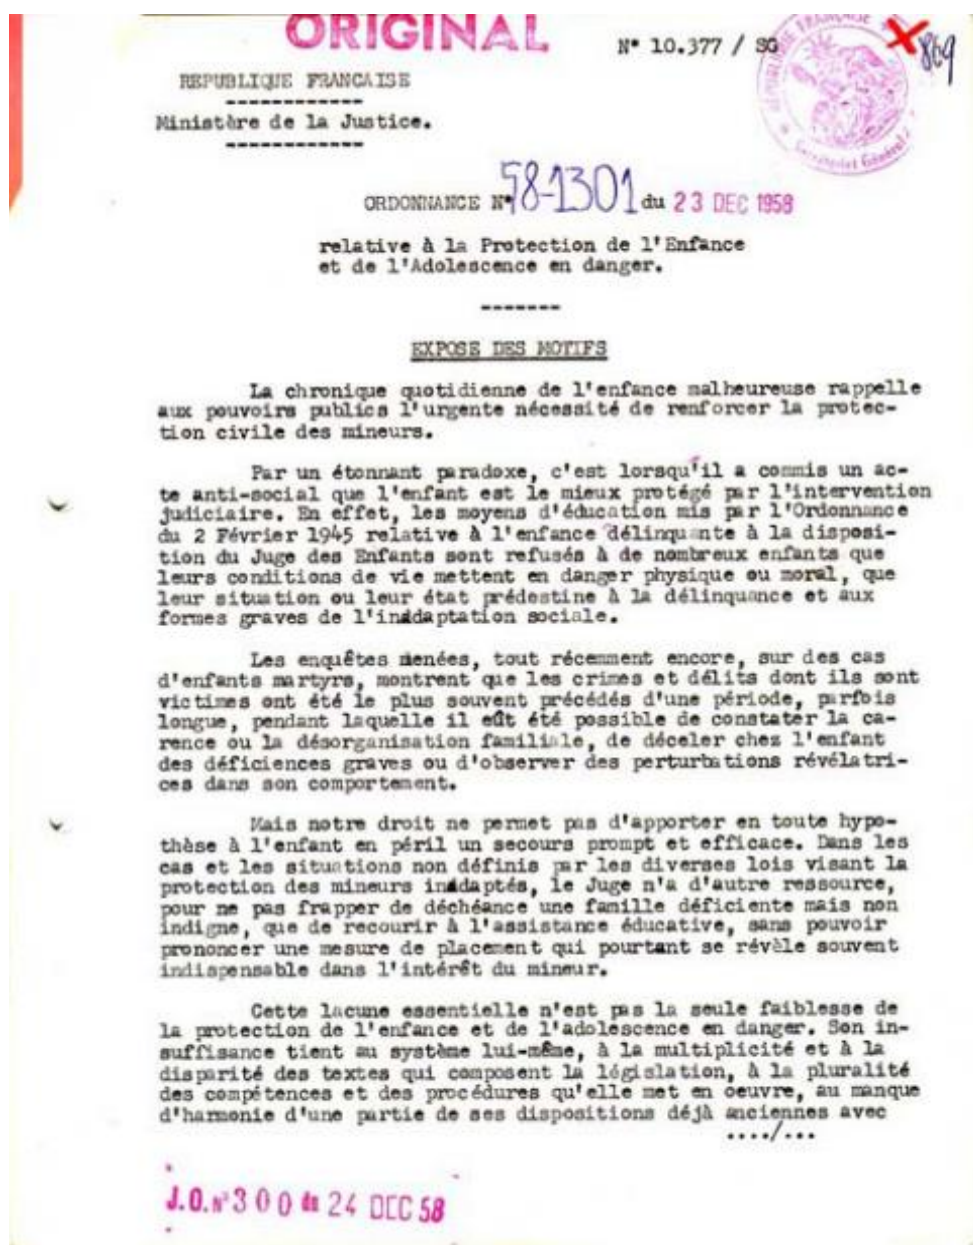 ORIGINAL
N° 10.377 / SG
869
REPUBLIQUE FRANCAISE
Ministère de la Justice.
ORDONNANCE N° 58-1301 du 23 DEC 1958
relative à la Protection de l'Enfance
et de l'Adolescence en danger.
EXPOSE DES MOTIFS
La chronique quotidienne de l'enfance malheureuse rappelle
aux pouvoirs publics l'urgente nécessité de renforcer la protec-
tion civile des mineurs.
Par un étonnant paradoxe, c'est lorsqu'il a commis un ac-
te anti-social que l'enfant est le mieux protégé par l'intervention
judiciaire. En effet, les moyens d'éducation mis par l'Ordonnance
du 2 Février 1945 relative à l'enfance délinquante à la disposi-
tion du Juge des Enfants sont refusés à de nombreux enfants que
leurs conditions de vie mettent en danger physique ou moral, que
leur situation ou leur état prédestine à la délinquance et aux
formes graves de l'inadaptation sociale.
Les enquêtes menées, tout récemment encore, sur des cas
d'enfants martyrs, montrent que les crimes et délits dont ils sont
victimes ont été le plus souvent précédés d'une période, parfois
longue, pendant laquelle il eût été possible de constater la ca-
rence ou la désorganisation familiale, de déceler chez l'enfant
des déficiences graves ou d'observer des perturbations révélatri-
ces dans son comportement.
Mais notre droit ne permet pas d'apporter en toute hypo-
thèse à l'enfant en péril un secours prompt et efficace. Dans les
cas et les situations non définis par les diverses lois visant la
protection des mineurs inadaptés, le Juge n'a d'autre ressource,
pour ne pas frapper de déchéance une famille déficiente mais non
indigne, que de recourir à l'assistance éducative, sans pouvoir
prononcer une mesure de placement qui pourtant se révèle souvent
indispensable dans l'intérêt du mineur.
Cette lacune essentielle n'est pas la seule faiblesse de
la protection de l'enfance et de l'adolescence en danger. Son in-
suffisance tient au système lui-même, à la multiplicité et à la
disparité des textes qui composent la législation, à la pluralité
des compétences et des procédures qu'elle met en oeuvre, au manque
d'harmonie d'une partie de ses dispositions déjà anciennes avec
..../...
J.O. N° 300 du 24 DEC 58